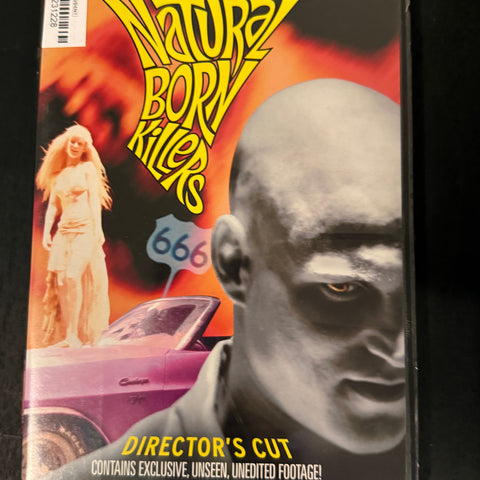 NATURAL
BORN
KILLERS
666
DIRECTOR'S CUT
CONTAINS EXCLUSIVE, UNSEEN, UNEDITED FOOTAGE!